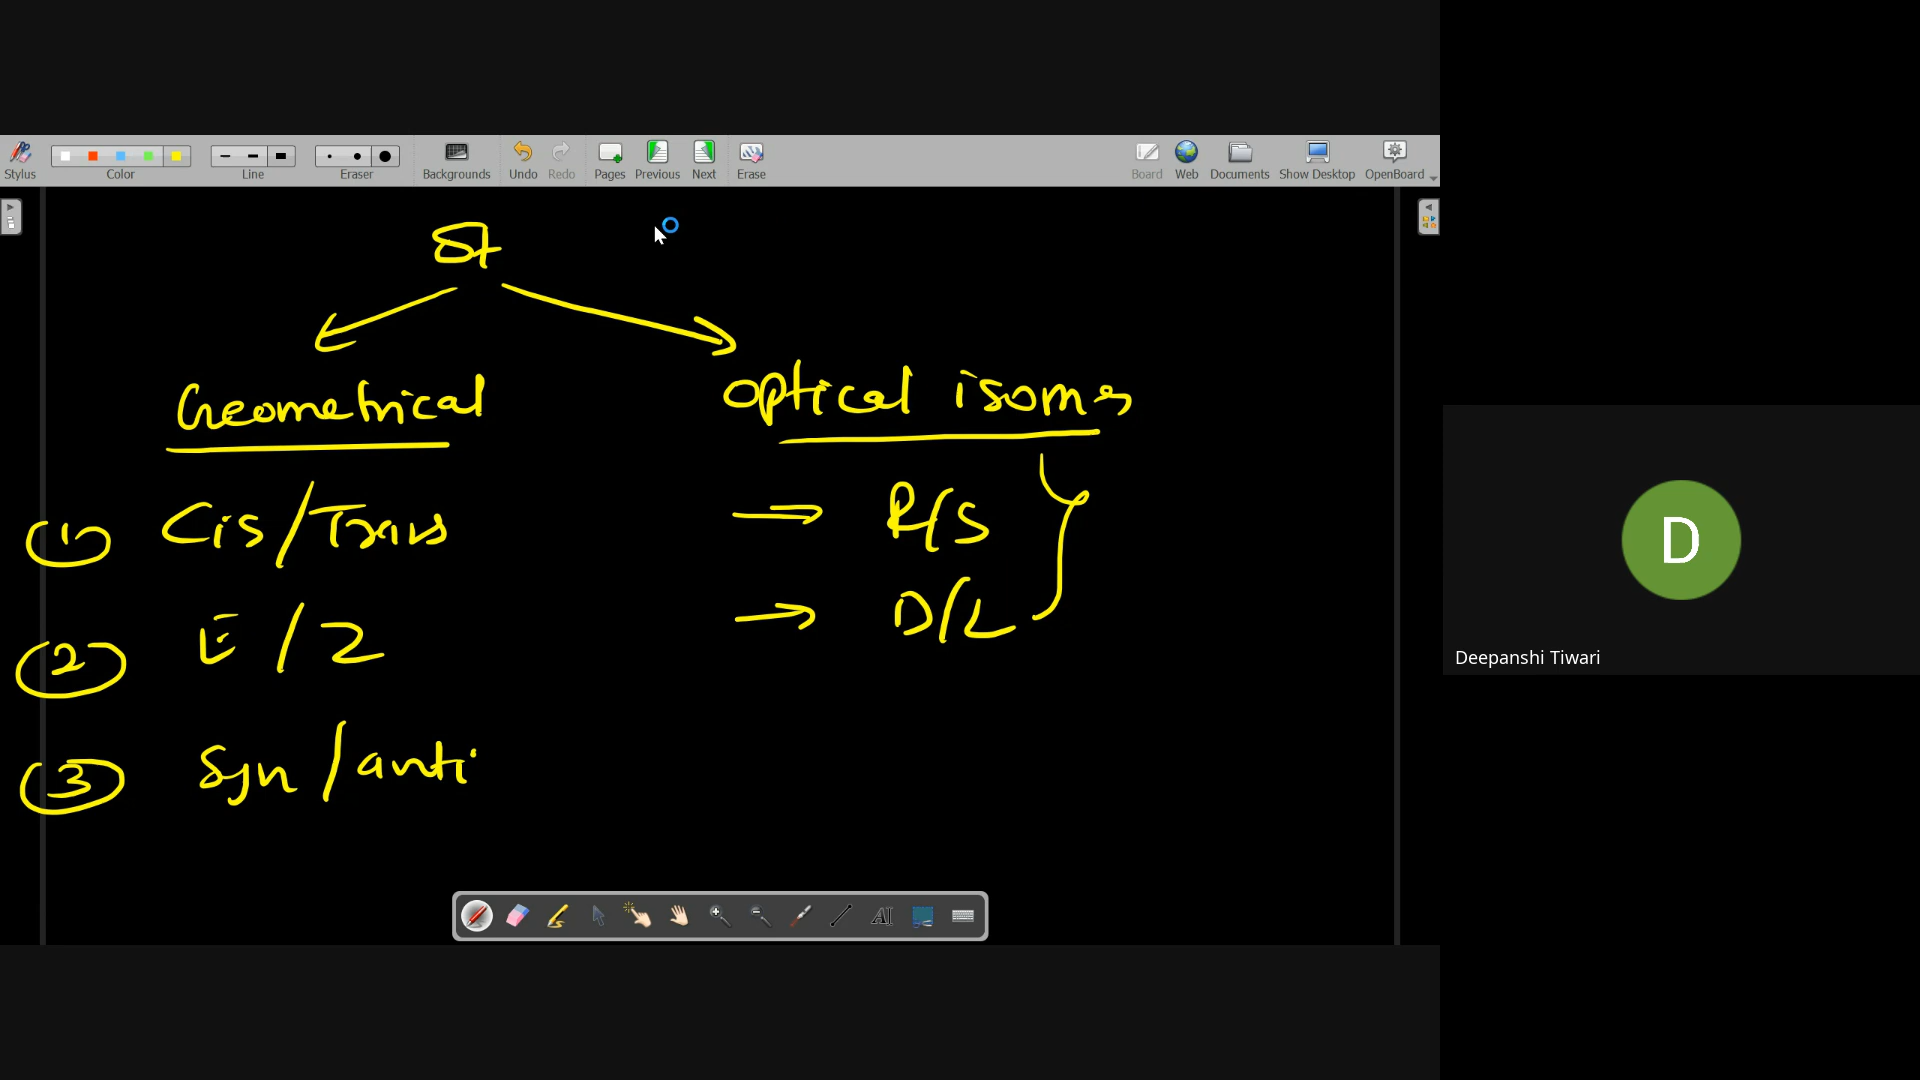 Stylus Color Line Eraser Backgrounds Undo Redo Pages Previous Next Erase Board Web Documents Show Desktop OpenBoard
St
Geometrical optical isomers
(1) Cis/Trans → R/S
(2) E/Z → D/L
(3) Syn/anti
D
Deepanshi Tiwari
AI